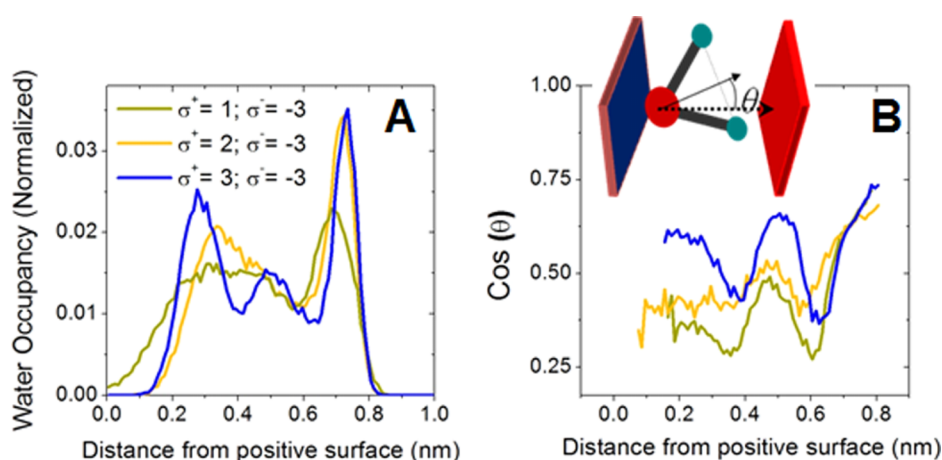 A
σ⁺= 1; σ⁻= -3
σ⁺= 2; σ⁻= -3
σ⁺= 3; σ⁻= -3
Water Occupancy (Normalized)
0.03
0.02
0.01
0.00
0.0 0.2 0.4 0.6 0.8 1.0
Distance from positive surface (nm)
B
θ
Cos (θ)
1.00
0.75
0.50
0.25
0.0 0.2 0.4 0.6 0.8
Distance from positive surface (nm)